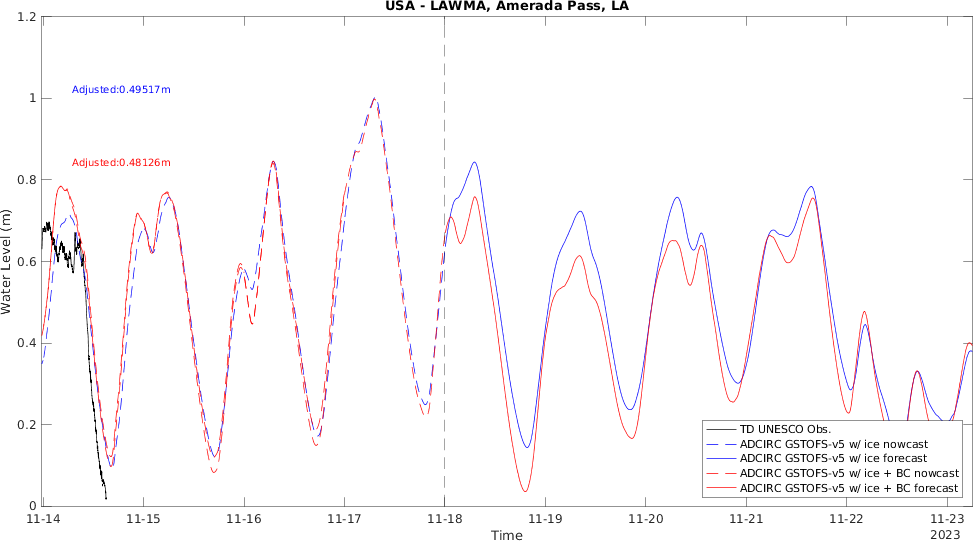 USA - LAWMA, Amerada Pass, LA
1.2
1
0.8
0.6
0.4
0.2
0
Water Level (m)
Adjusted:0.49517m
Adjusted:0.48126m
TD UNESCO Obs.
ADCIRC GSTOFS-v5 w/ ice nowcast
ADCIRC GSTOFS-v5 w/ ice forecast
ADCIRC GSTOFS-v5 w/ ice + BC nowcast
ADCIRC GSTOFS-v5 w/ ice + BC forecast
11-14 11-15 11-16 11-17 11-18 11-19 11-20 11-21 11-22 11-23
2023
Time